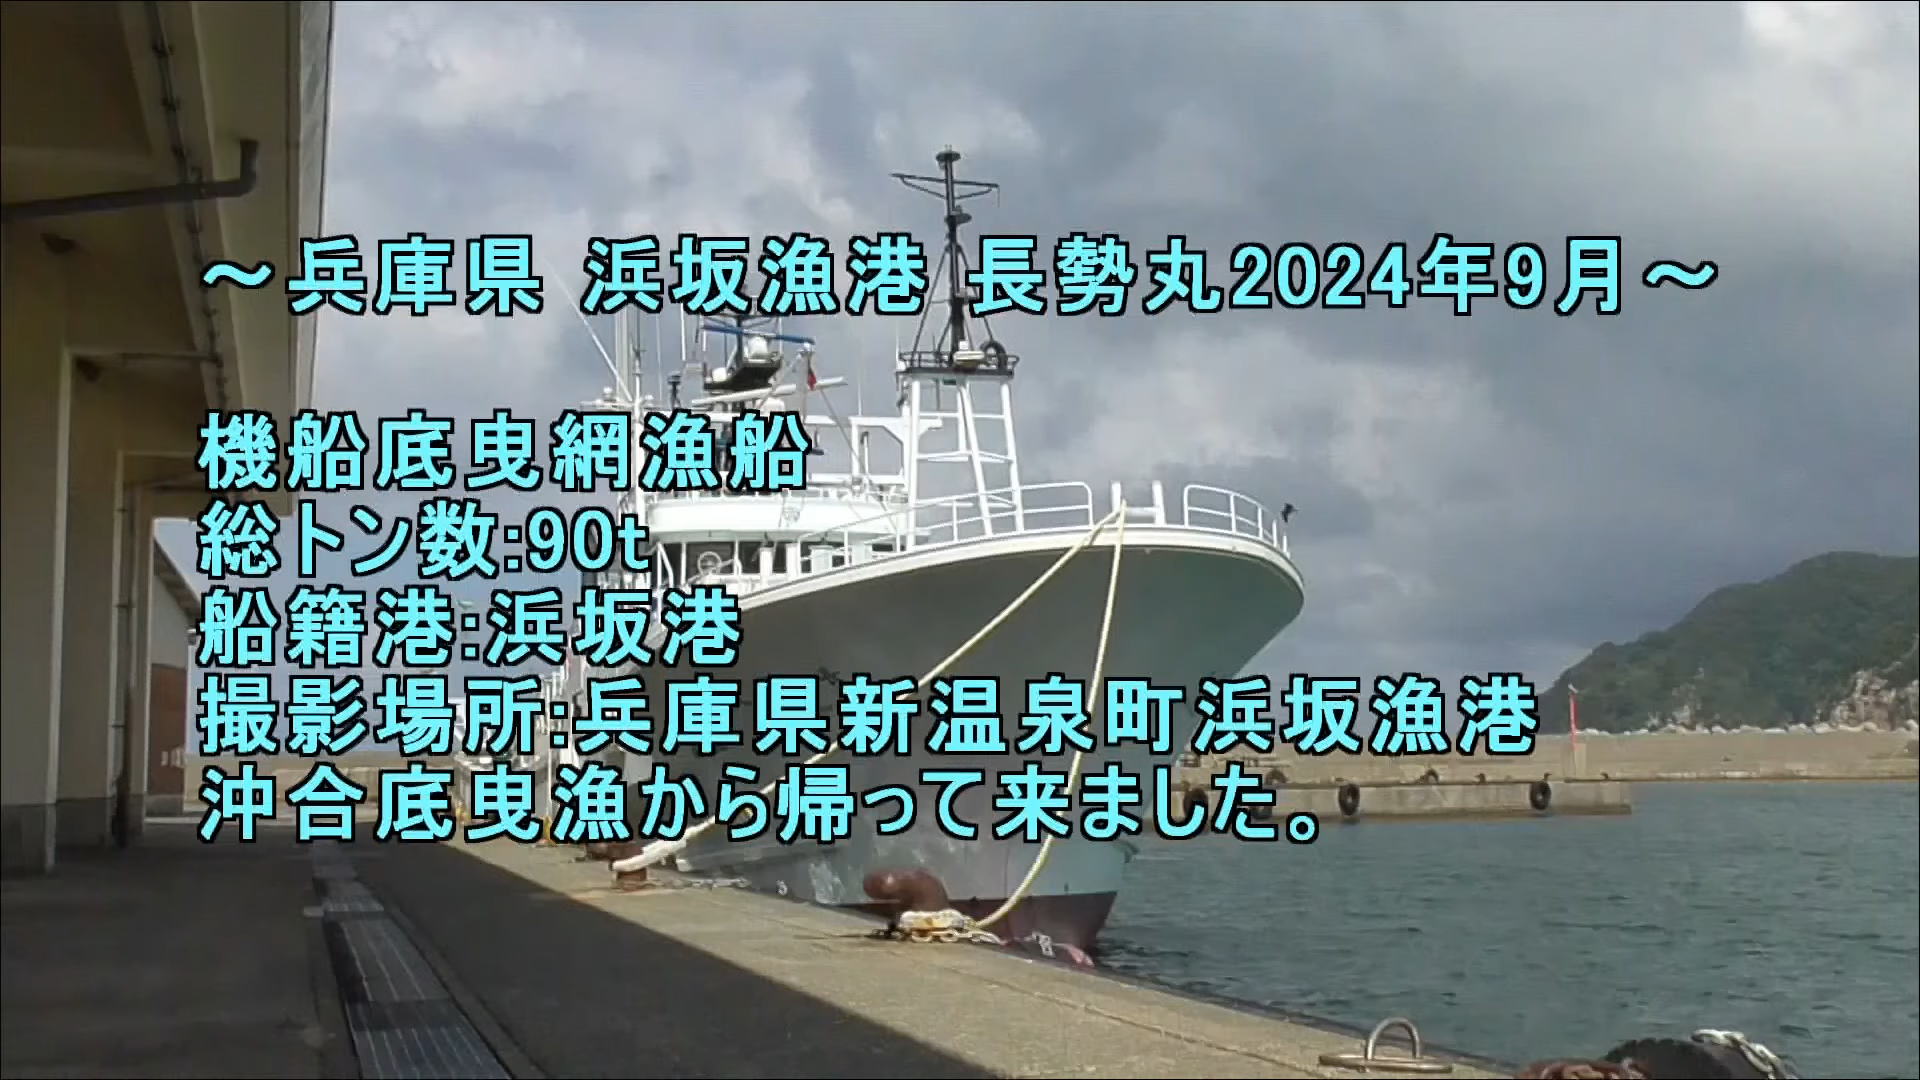 ～兵庫県 浜坂漁港 長勢丸2024年9月～
機船底曳網漁船
総トン数:90t
船籍港:浜坂港
撮影場所:兵庫県新温泉町浜坂漁港
沖合底曳漁から帰って来ました。